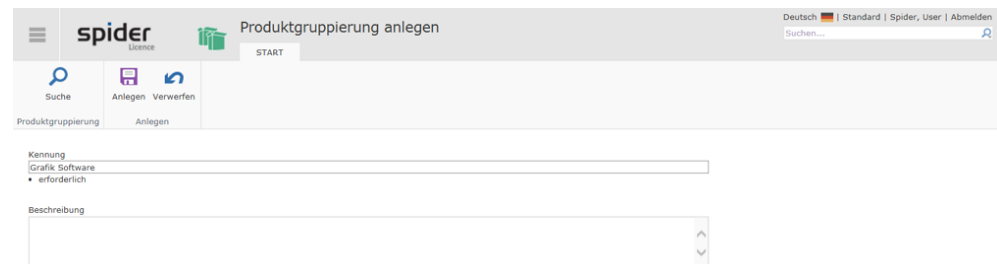 Deutsch | Standard | Spider, User | Abmelden
Suchen...
spider
Licence
Produktgruppierung anlegen
START
Suche
Anlegen Verwerfen
Produktgruppierung
Anlegen
Kennung
Grafik Software
• erforderlich
Beschreibung